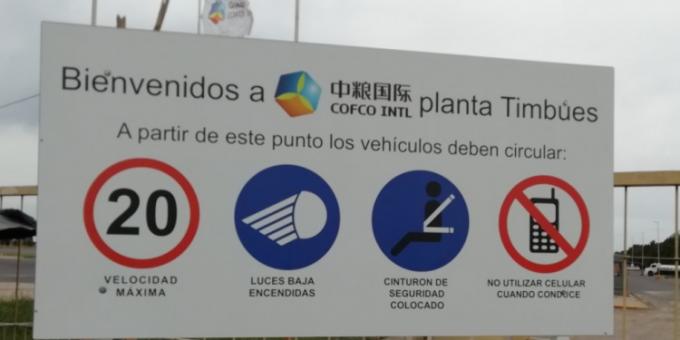 Bienvenidos a 中粮国际 COFCO INTL planta Timbúes
A partir de este punto los vehículos deben circular:
20
VELOCIDAD
MÁXIMA
LUCES BAJA
ENCENDIDAS
CINTURON DE
SEGURIDAD
COLOCADO
NO UTILIZAR CELULAR
CUANDO CONDUCE